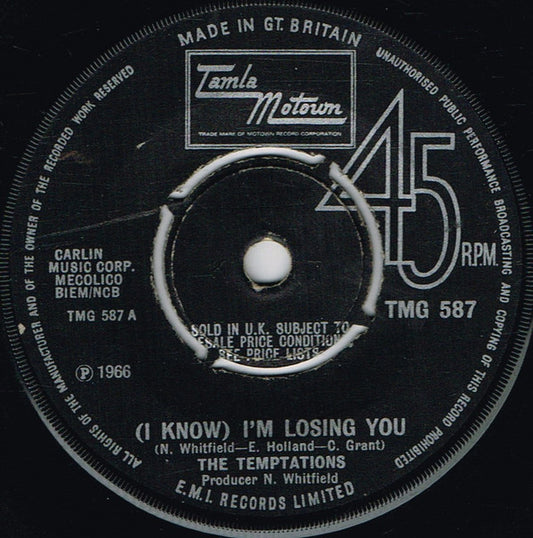 MADE IN GT. BRITAIN
Tamla
Motown
TRADE MARK OF MOTOWN RECORD CORPORATION
UNAUTHORISED PUBLIC PERFORMANCE BROADCASTING AND COPYING OF THIS RECORD PROHIBITED
ALL RIGHTS OF THE MANUFACTURER AND OF THE OWNER OF THE RECORDED WORK RESERVED
45
R.P.M.
CARLIN
MUSIC CORP.
MECOLICO
BIEM/NCB
TMG 587
TMG 587 A
SOLD IN U.K. SUBJECT TO
RESALE PRICE CONDITIONS
SEE PRICE LISTS
Ⓟ 1966
(I KNOW) I'M LOSING YOU
(N. Whitfield—E. Holland—C. Grant)
THE TEMPTATIONS
Producer N. Whitfield
E.M.I. RECORDS LIMITED